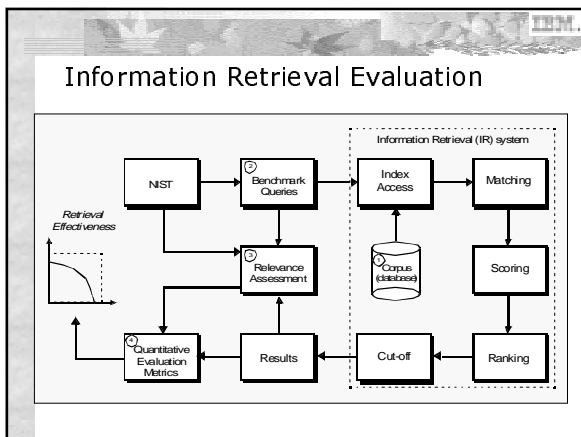 IBM
Information Retrieval Evaluation
Information Retrieval (IR) system
NIST
2
Benchmark
Queries
Index
Access
Matching
Retrieval
Effectiveness
3
Relevance
Assessment
1
Corpus
(database)
Scoring
4
Quantitative
Evaluation
Metrics
Results
Cut-off
Ranking